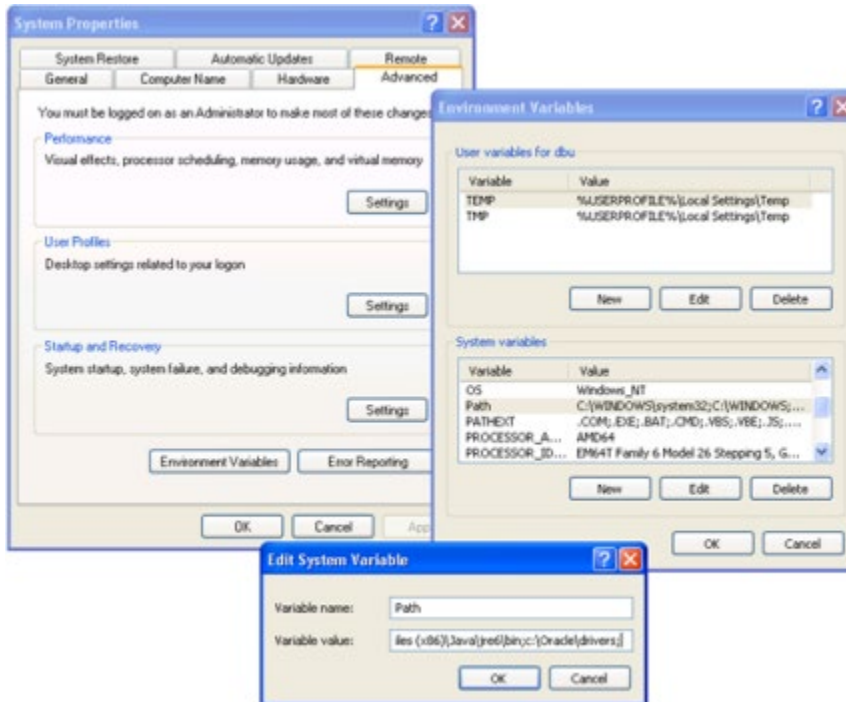 System Properties
System Restore Automatic Updates Remote
General Computer Name Hardware Advanced
You must be logged on as an Administrator to make most of these changes
Performance
Visual effects, processor scheduling, memory usage, and virtual memory
Settings
User Profiles
Desktop settings related to your logon
Settings
Startup and Recovery
System startup, system failure, and debugging information
Settings
Environment Variables Error Reporting
OK Cancel App
Environment Variables
User variables for dbu
Variable Value
TEMP %USERPROFILE%\Local Settings\Temp
TMP %USERPROFILE%\Local Settings\Temp
New Edit Delete
System variables
Variable Value
OS Windows_NT
Path C:\WINDOWS\system32;C:\WINDOWS;...
PATHEXT .COM;.EXE;.BAT;.CMD;.VBS;.VBE;.JS;....
PROCESSOR_A... AMD64
PROCESSOR_ID... EM64T Family 6 Model 26 Stepping 5, G...
New Edit Delete
OK Cancel
Edit System Variable
Variable name: Path
Variable value: iles (x86)\Java\jre6\bin;c:\Oracle\drivers;
OK Cancel